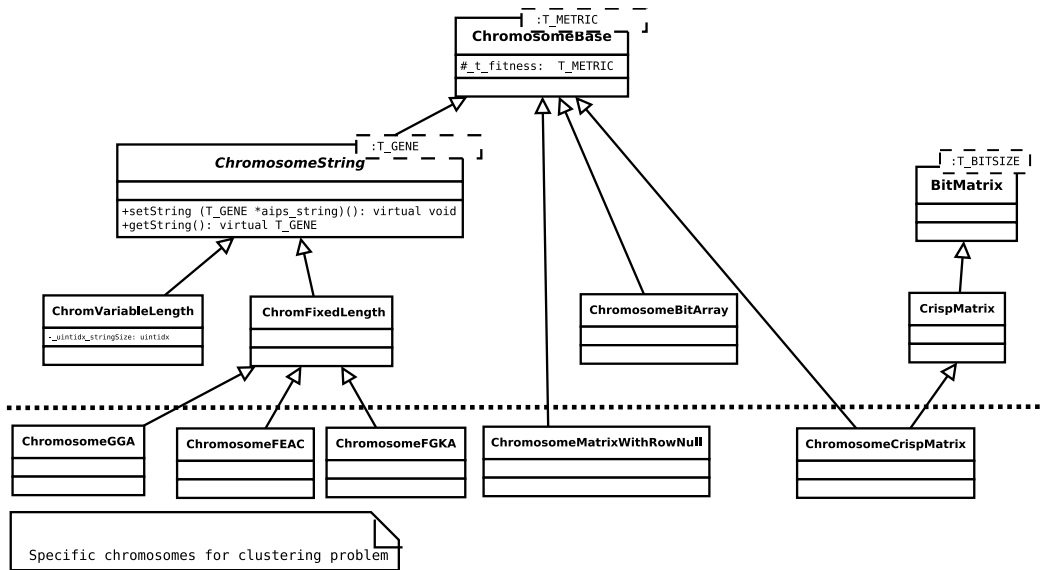 :T_METRIC
ChromosomeBase
#_t_fitness: T_METRIC
:T_GENE
ChromosomeString
+setString (T_GENE *aips_string)(): virtual void
+getString(): virtual T_GENE
:T_BITSIZE
BitMatrix
ChromVariableLength
-_uintidx_stringSize: uintidx
ChromFixedLength
ChromosomeBitArray
CrispMatrix
ChromosomeGGA
ChromosomeFEAC
ChromosomeFGKA
ChromosomeMatrixWithRowNull
ChromosomeCrispMatrix
Specific chromosomes for clustering problem